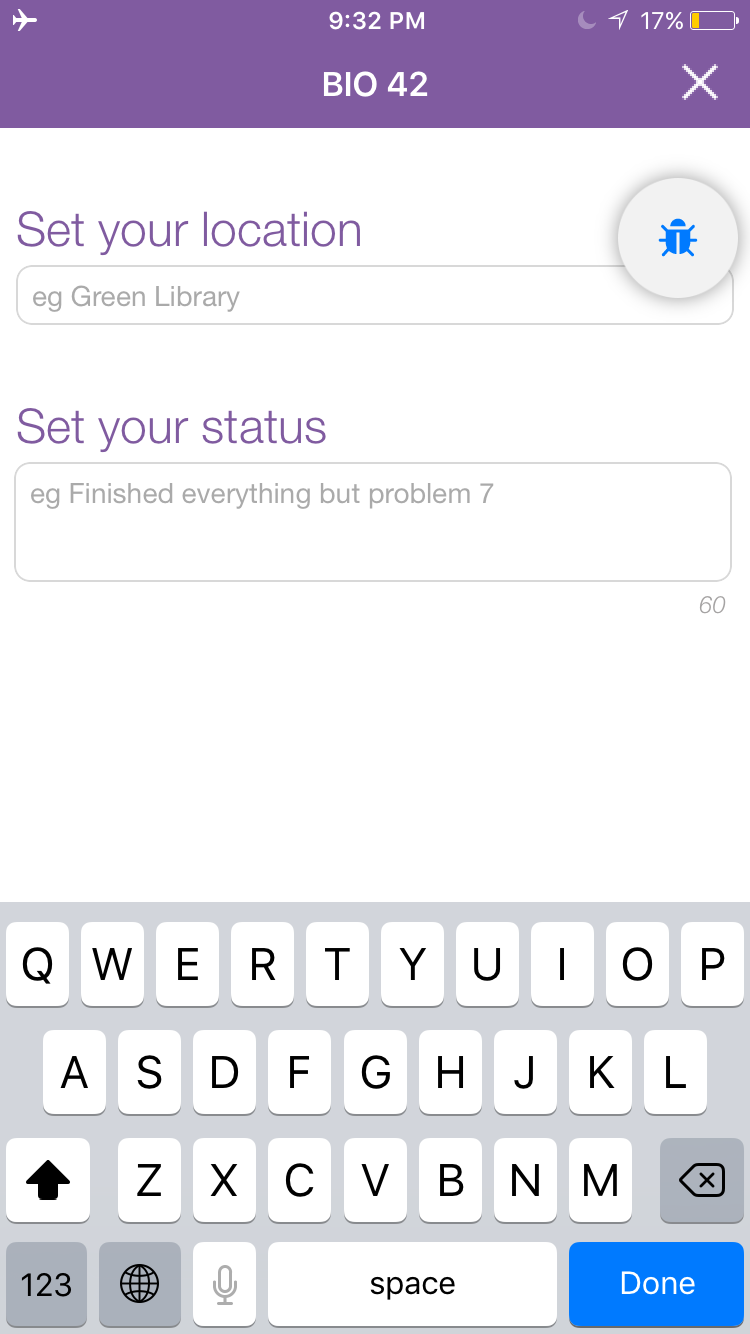 9:32 PM
17%
BIO 42
Set your location
eg Green Library
Set your status
eg Finished everything but problem 7
60
Q W E R T Y U I O P
A S D F G H J K L
Z X C V B N M
123 space Done